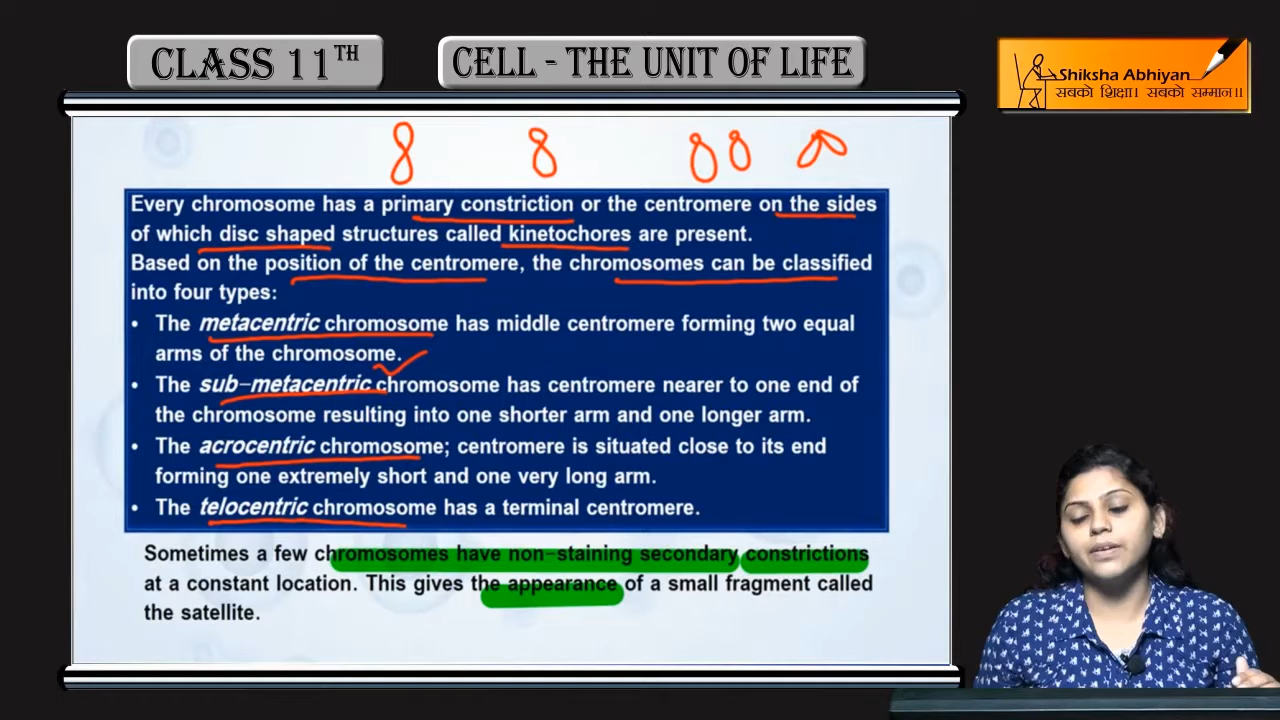 CLASS 11TH
CELL - THE UNIT OF LIFE
Shiksha Abhiyan
सबको शिक्षा। सबको सम्मान।।
Every chromosome has a primary constriction or the centromere on the sides
of which disc shaped structures called kinetochores are present.
Based on the position of the centromere, the chromosomes can be classified
into four types:
• The metacentric chromosome has middle centromere forming two equal
arms of the chromosome.
• The sub-metacentric chromosome has centromere nearer to one end of
the chromosome resulting into one shorter arm and one longer arm.
• The acrocentric chromosome; centromere is situated close to its end
forming one extremely short and one very long arm.
• The telocentric chromosome has a terminal centromere.
Sometimes a few chromosomes have non-staining secondary constrictions
at a constant location. This gives the appearance of a small fragment called
the satellite.